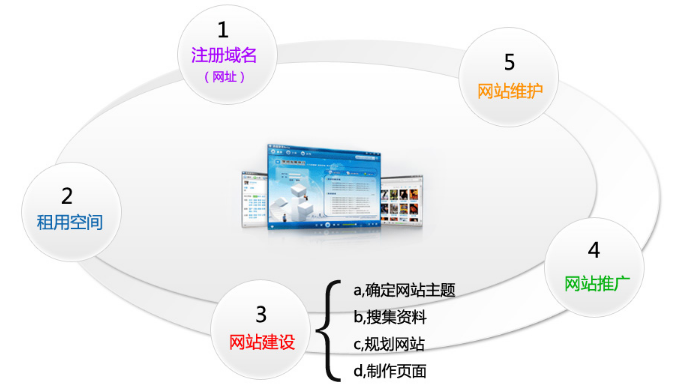 1
注册域名
（网址）
2
租用空间
3
网站建设
a,确定网站主题
b,搜集资料
c,规划网站
d,制作页面
4
网站推广
5
网站维护